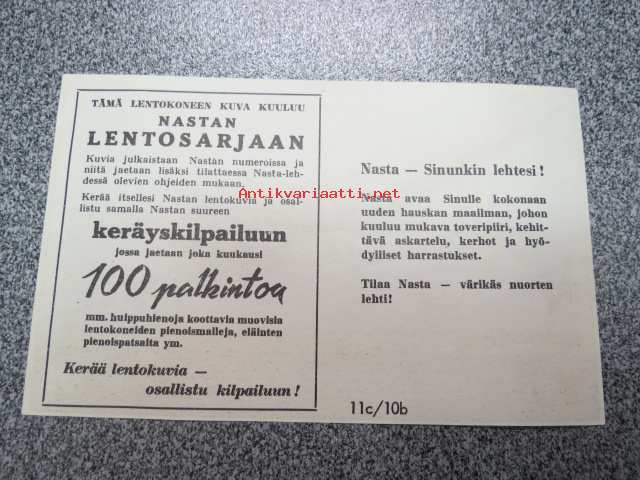 TÄMÄ LENTOKONEEN KUVA KUULUU
NASTAN
LENTOSARJAAN
Kuvia julkaistaan Nastan numeroissa ja
niitä jaetaan lisäksi tilattaessa Nasta-leh-
dessä olevien ohjeiden mukaan.
Kerää itsellesi Nastan lentokuvia ja osal-
listu samalla Nastan suureen
keräyskilpailuun
jossa jaetaan joka kuukausi
100 palkintoa
mm. huippuhienoja koottavia muovisia
lentokoneiden pienoismalleja, eläinten
pienoispatsaita ym.
Kerää lentokuvia —
osallistu kilpailuun!
Nasta — Sinunkin lehtesi!
Nasta avaa Sinulle kokonaan
uuden hauskan maailman, johon
kuuluu mukava toveripiiri, kehit-
tävä askartelu, kerhot ja hyö-
dylliset harrastukset.
Tilaa Nasta — värikäs nuorten
lehti!
11c/10b
Antikvariaatti.net